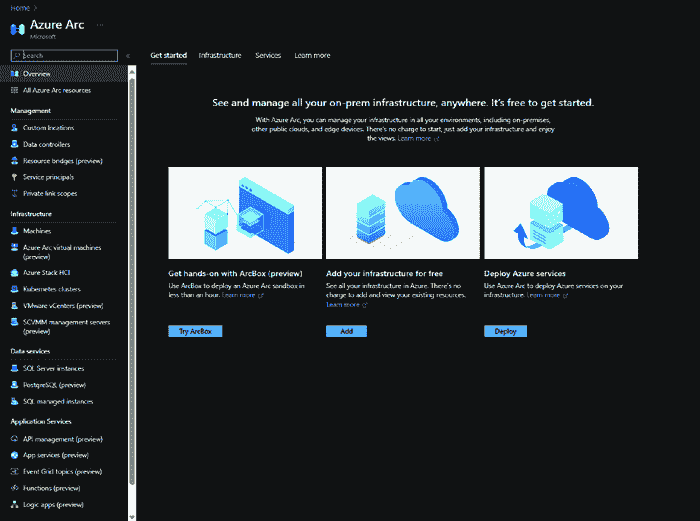 Home
Azure Arc ...
Microsoft
Search
Overview
All Azure Arc resources
Management
Custom locations
Data controllers
Resource bridges (preview)
Service principals
Private link scopes
Infrastructure
Machines
Azure Arc virtual machines
(preview)
Azure Stack HCI
Kubernetes clusters
VMware vCenters (preview)
SCVMM management servers
(preview)
Data services
SQL Server instances
PostgreSQL (preview)
SQL managed instances
Application Services
API management (preview)
App services (preview)
Event Grid topics (preview)
Functions (preview)
Logic apps (preview)
Get started Infrastructure Services Learn more
See and manage all your on-prem infrastructure, anywhere. It's free to get started.
With Azure Arc, you can manage your infrastructure in all your environments, including on-premises,
other public clouds, and edge devices. There's no charge to start, just add your infrastructure and enjoy
the views. Learn more
Get hands-on with ArcBox (preview)
Use ArcBox to deploy an Azure Arc sandbox in
less than an hour. Learn more
Try ArcBox
Add your infrastructure for free
See all your infrastructure in Azure. There's no
charge to add and view your existing resources.
Learn more
Add
Deploy Azure services
Use Azure Arc to deploy Azure services on your
infrastructure. Learn more
Deploy